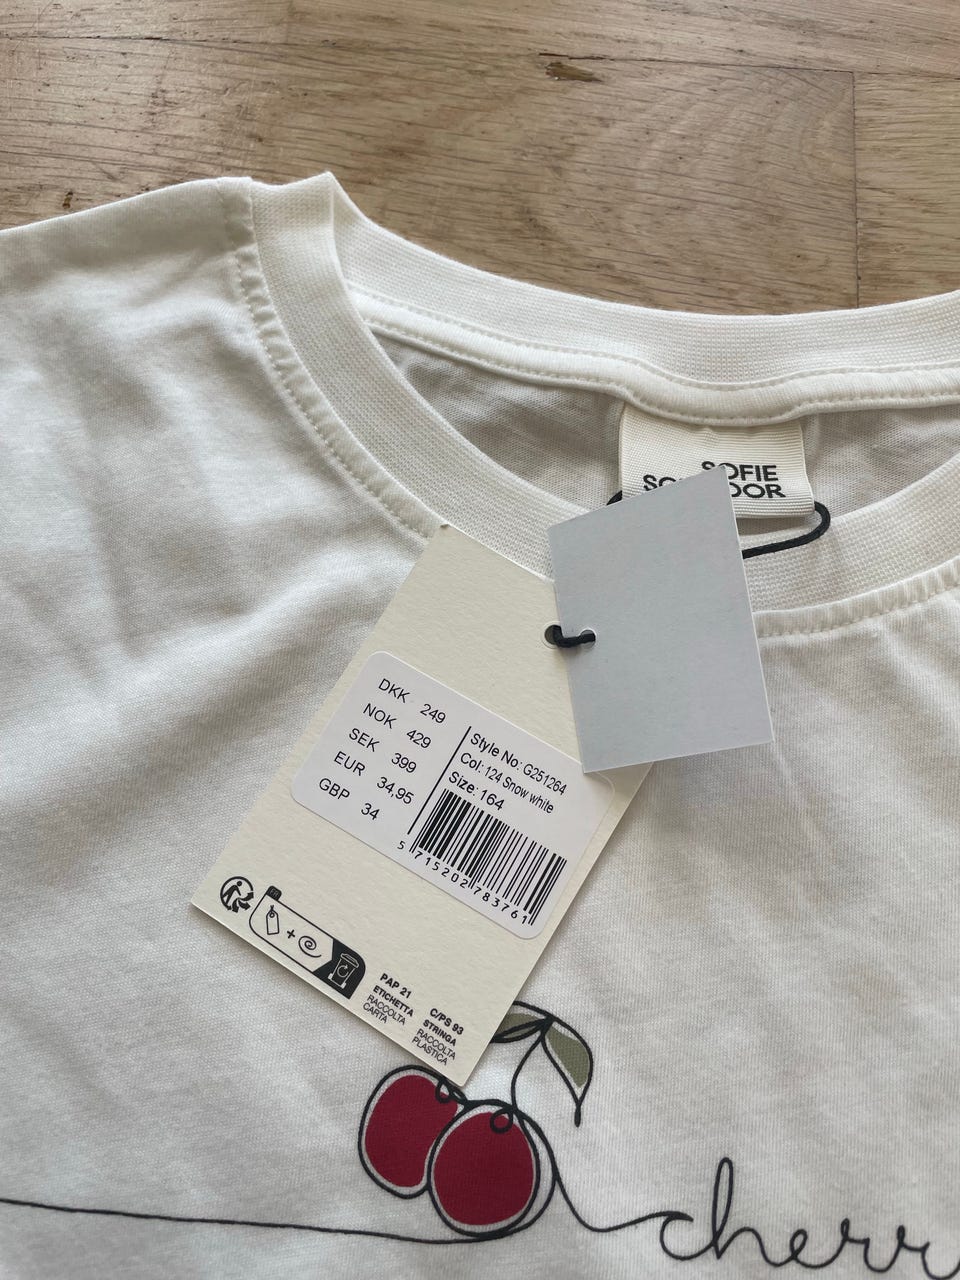 SOFIE
DKK 249
NOK 429
SEK 399
EUR 34,95
GBP 34
Style No: G251264
Col: 124 Snow white
Size: 164
5 715202 783761
FR
PAP 21
ETICHETTA
RACCOLTA
CARTA
C/PS 93
STRINGA
RACCOLTA
PLASTICA